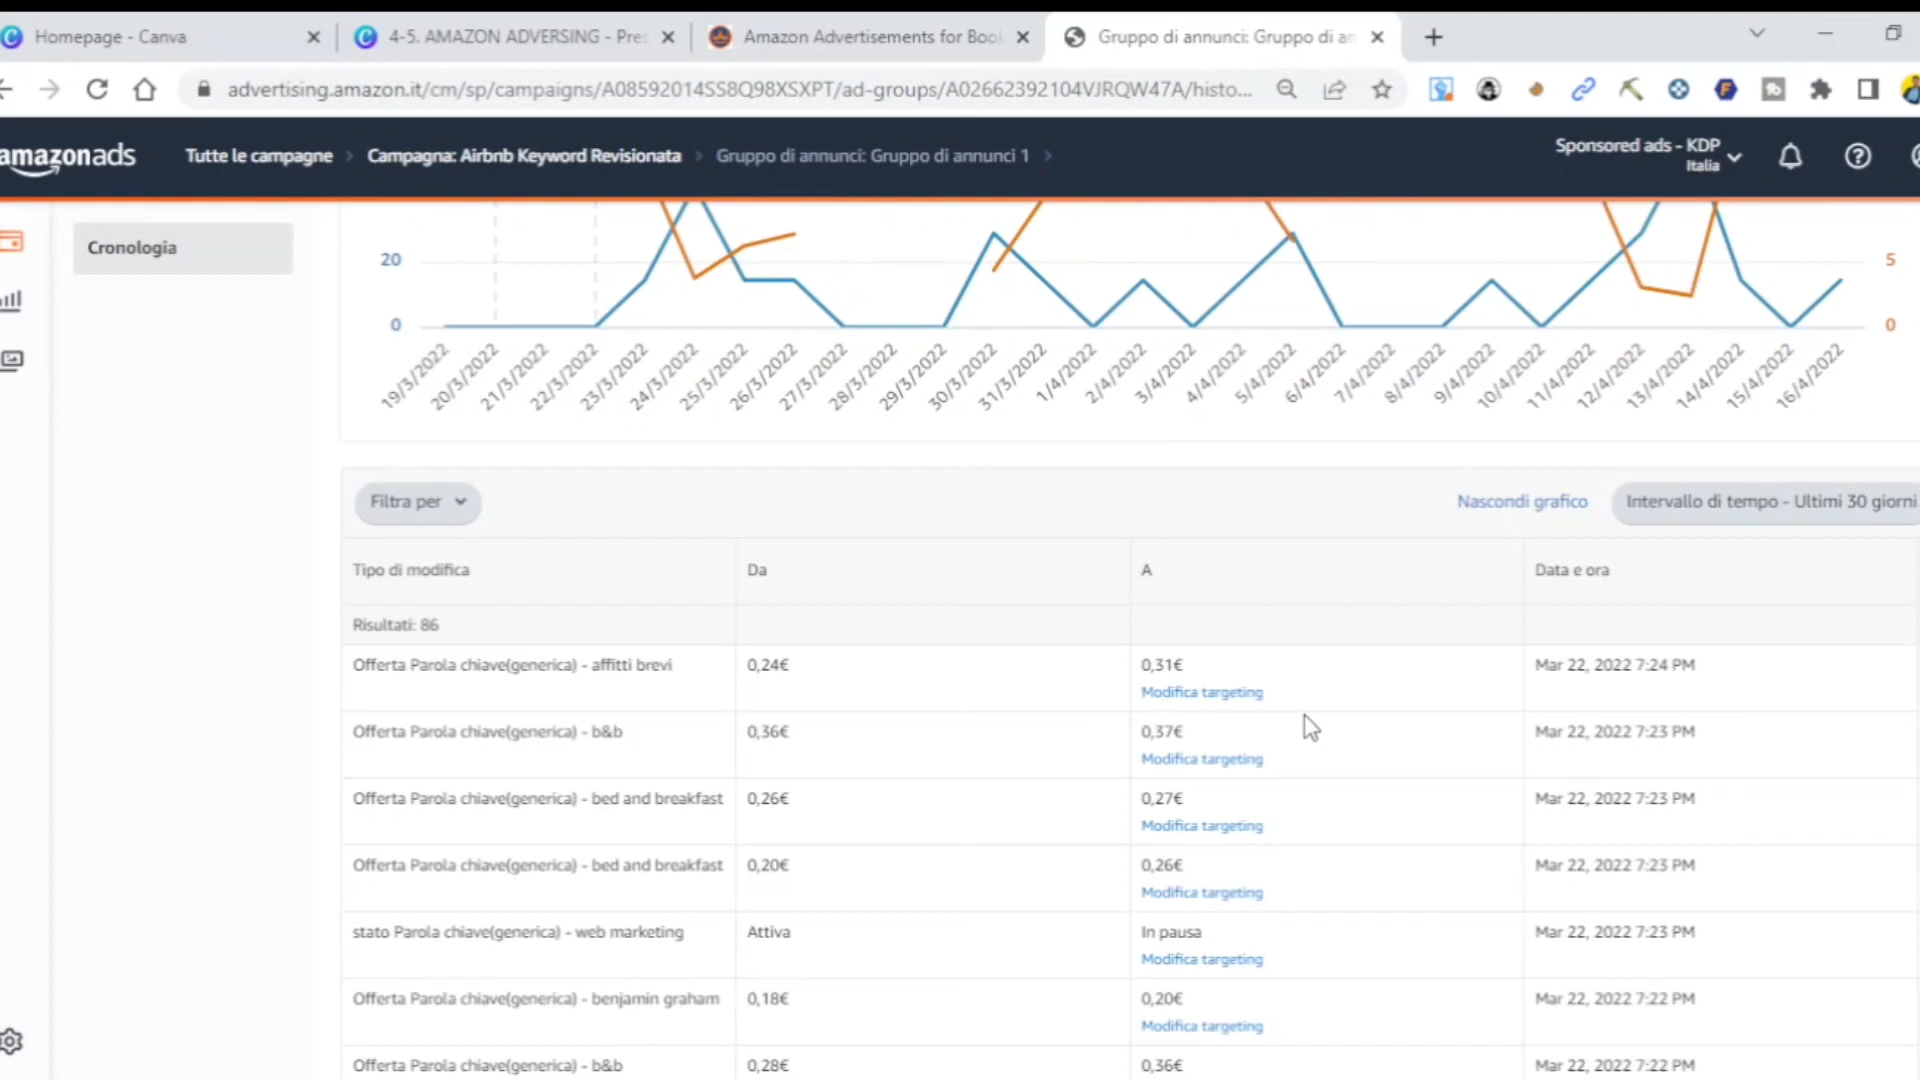 Homepage - Canva
4-5. AMAZON ADVERSING - Pre
Amazon Advertisements for Boo
Gruppo di annunci: Gruppo di an
advertising.amazon.it/cm/sp/campaigns/A08592014SS8Q98XSXPT/ad-groups/A02662392104VJRQW47A/histo...
amazonads
Tutte le campagne > Campagna: Airbnb Keyword Revisionata > Gruppo di annunci: Gruppo di annunci 1 >
Sponsored ads - KDP
Italia
Cronologia
20
5
0
0
19/3/2022
20/3/2022
21/3/2022
22/3/2022
23/3/2022
24/3/2022
25/3/2022
26/3/2022
27/3/2022
28/3/2022
29/3/2022
30/3/2022
31/3/2022
1/4/2022
2/4/2022
3/4/2022
4/4/2022
5/4/2022
6/4/2022
7/4/2022
8/4/2022
9/4/2022
10/4/2022
11/4/2022
12/4/2022
13/4/2022
14/4/2022
15/4/2022
16/4/2022
Filtra per
Nascondi grafico
Intervallo di tempo - Ultimi 30 giorni
Tipo di modifica Da A Data e ora
Risultati: 86
Offerta Parola chiave(generica) - affitti brevi 0,24€ 0,31€ Mar 22, 2022 7:24 PM
Modifica targeting
Offerta Parola chiave(generica) - b&b 0,36€ 0,37€ Mar 22, 2022 7:23 PM
Modifica targeting
Offerta Parola chiave(generica) - bed and breakfast 0,26€ 0,27€ Mar 22, 2022 7:23 PM
Modifica targeting
Offerta Parola chiave(generica) - bed and breakfast 0,20€ 0,26€ Mar 22, 2022 7:23 PM
Modifica targeting
stato Parola chiave(generica) - web marketing Attiva In pausa Mar 22, 2022 7:23 PM
Modifica targeting
Offerta Parola chiave(generica) - benjamin graham 0,18€ 0,20€ Mar 22, 2022 7:22 PM
Modifica targeting
Offerta Parola chiave(generica) - b&b 0,28€ 0,36€ Mar 22, 2022 7:22 PM